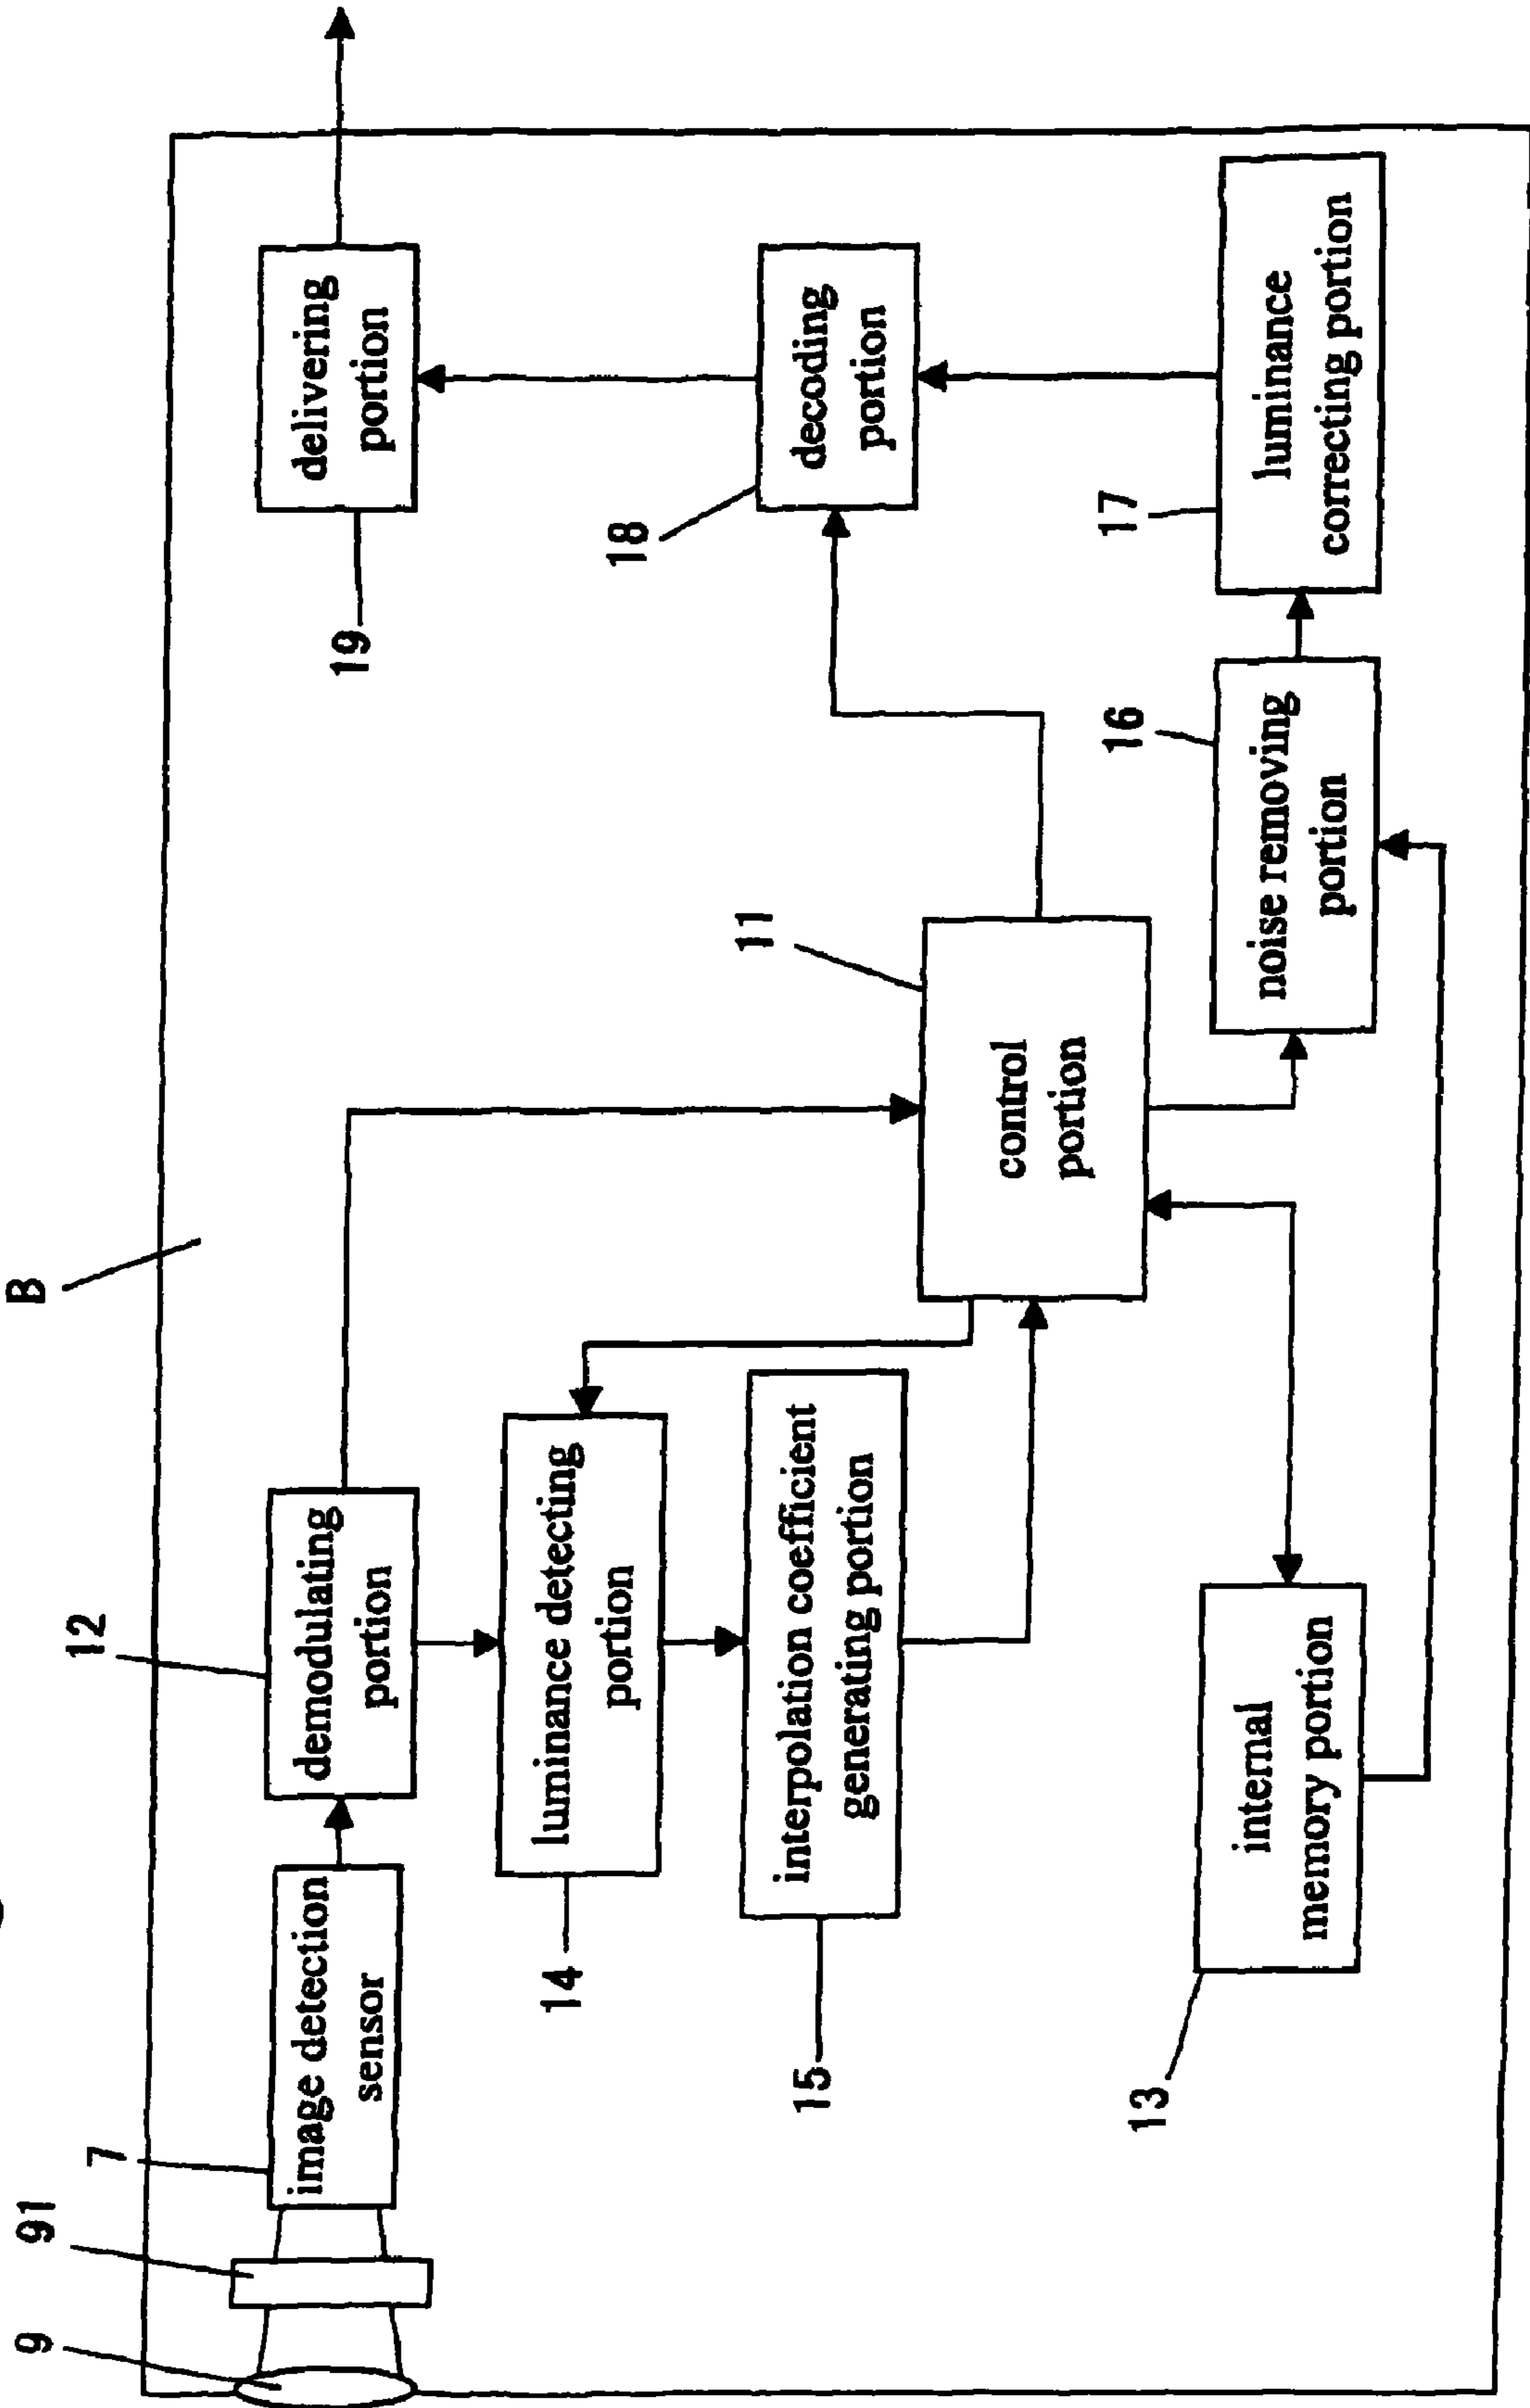 B
9
91
7
image detection
sensor
12
demodulating
portion
19
delivering
portion
14
luminance detecting
portion
15
interpolation coefficient
generating portion
11
control
portion
18
decoding
portion
13
internal
memory portion
16
noise removing
portion
17
luminance
correcting portion